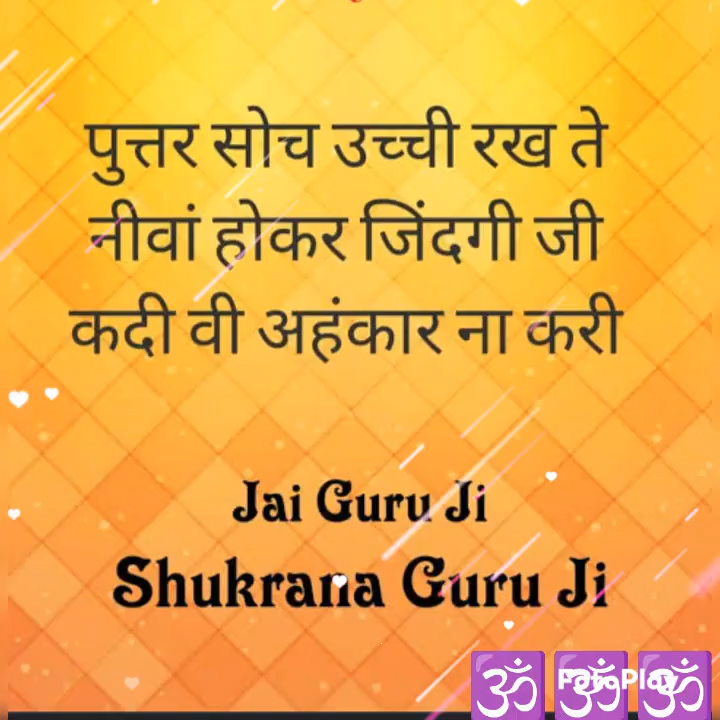 पुत्तर सोच उच्ची रख ते
नीवां होकर जिंदगी जी
कदी वी अहंकार ना करी
Jai Guru Ji
Shukrana Guru Ji
ॐ ॐ ॐ